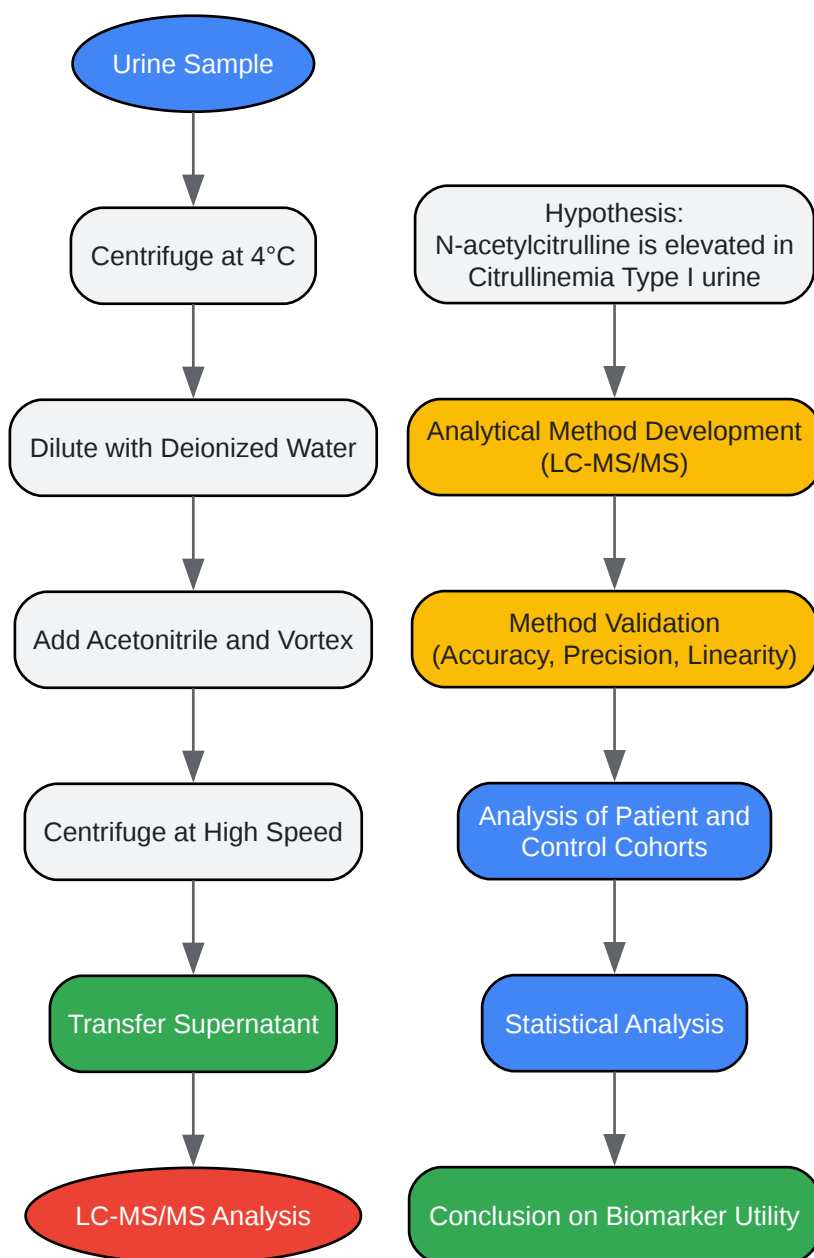 Urine Sample
Centrifuge at 4°C
Dilute with Deionized Water
Add Acetonitrile and Vortex
Centrifuge at High Speed
Transfer Supernatant
LC-MS/MS Analysis
Hypothesis:
N-acetylcitrulline is elevated in
Citrullinemia Type I urine
Analytical Method Development
(LC-MS/MS)
Method Validation
(Accuracy, Precision, Linearity)
Analysis of Patient and
Control Cohorts
Statistical Analysis
Conclusion on Biomarker Utility